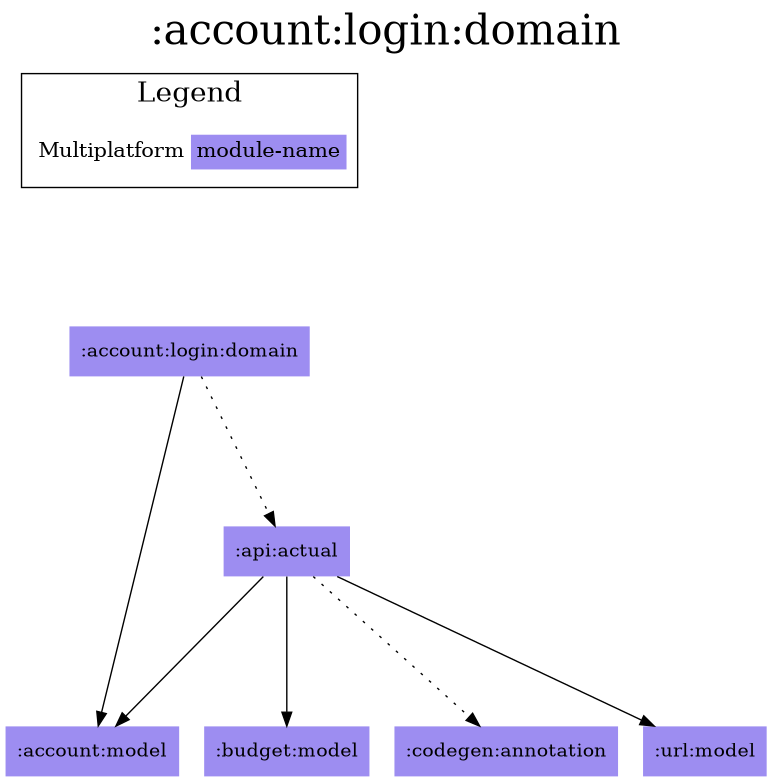 :account:login:domain
Legend
Multiplatform module-name
:account:login:domain
:api:actual
:account:model :budget:model :codegen:annotation :url:model